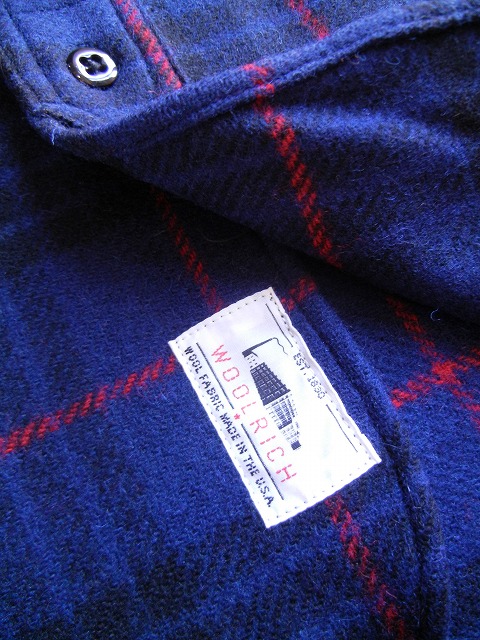 EST. 1830
WOOLRICH
WOOL FABRIC MADE IN THE U.S.A.